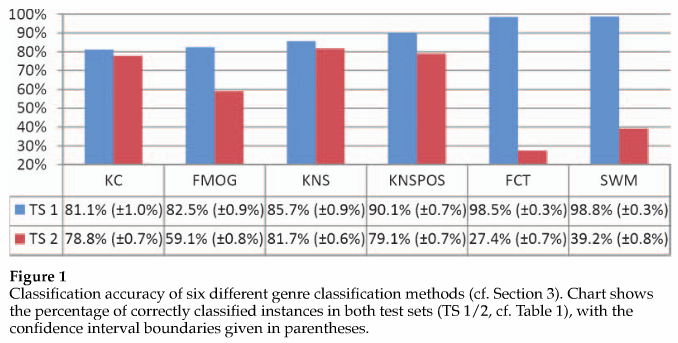 100%
90%
80%
70%
60%
50%
40%
30%
20%
KC FMOG KNS KNSPOS FCT SWM
TS 1 81.1% (±1.0%) 82.5% (±0.9%) 85.7% (±0.9%) 90.1% (±0.7%) 98.5% (±0.3%) 98.8% (±0.3%)
TS 2 78.8% (±0.7%) 59.1% (±0.8%) 81.7% (±0.6%) 79.1% (±0.7%) 27.4% (±0.7%) 39.2% (±0.8%)
Figure 1
Classification accuracy of six different genre classification methods (cf. Section 3). Chart shows
the percentage of correctly classified instances in both test sets (TS 1/2, cf. Table 1), with the
confidence interval boundaries given in parentheses.